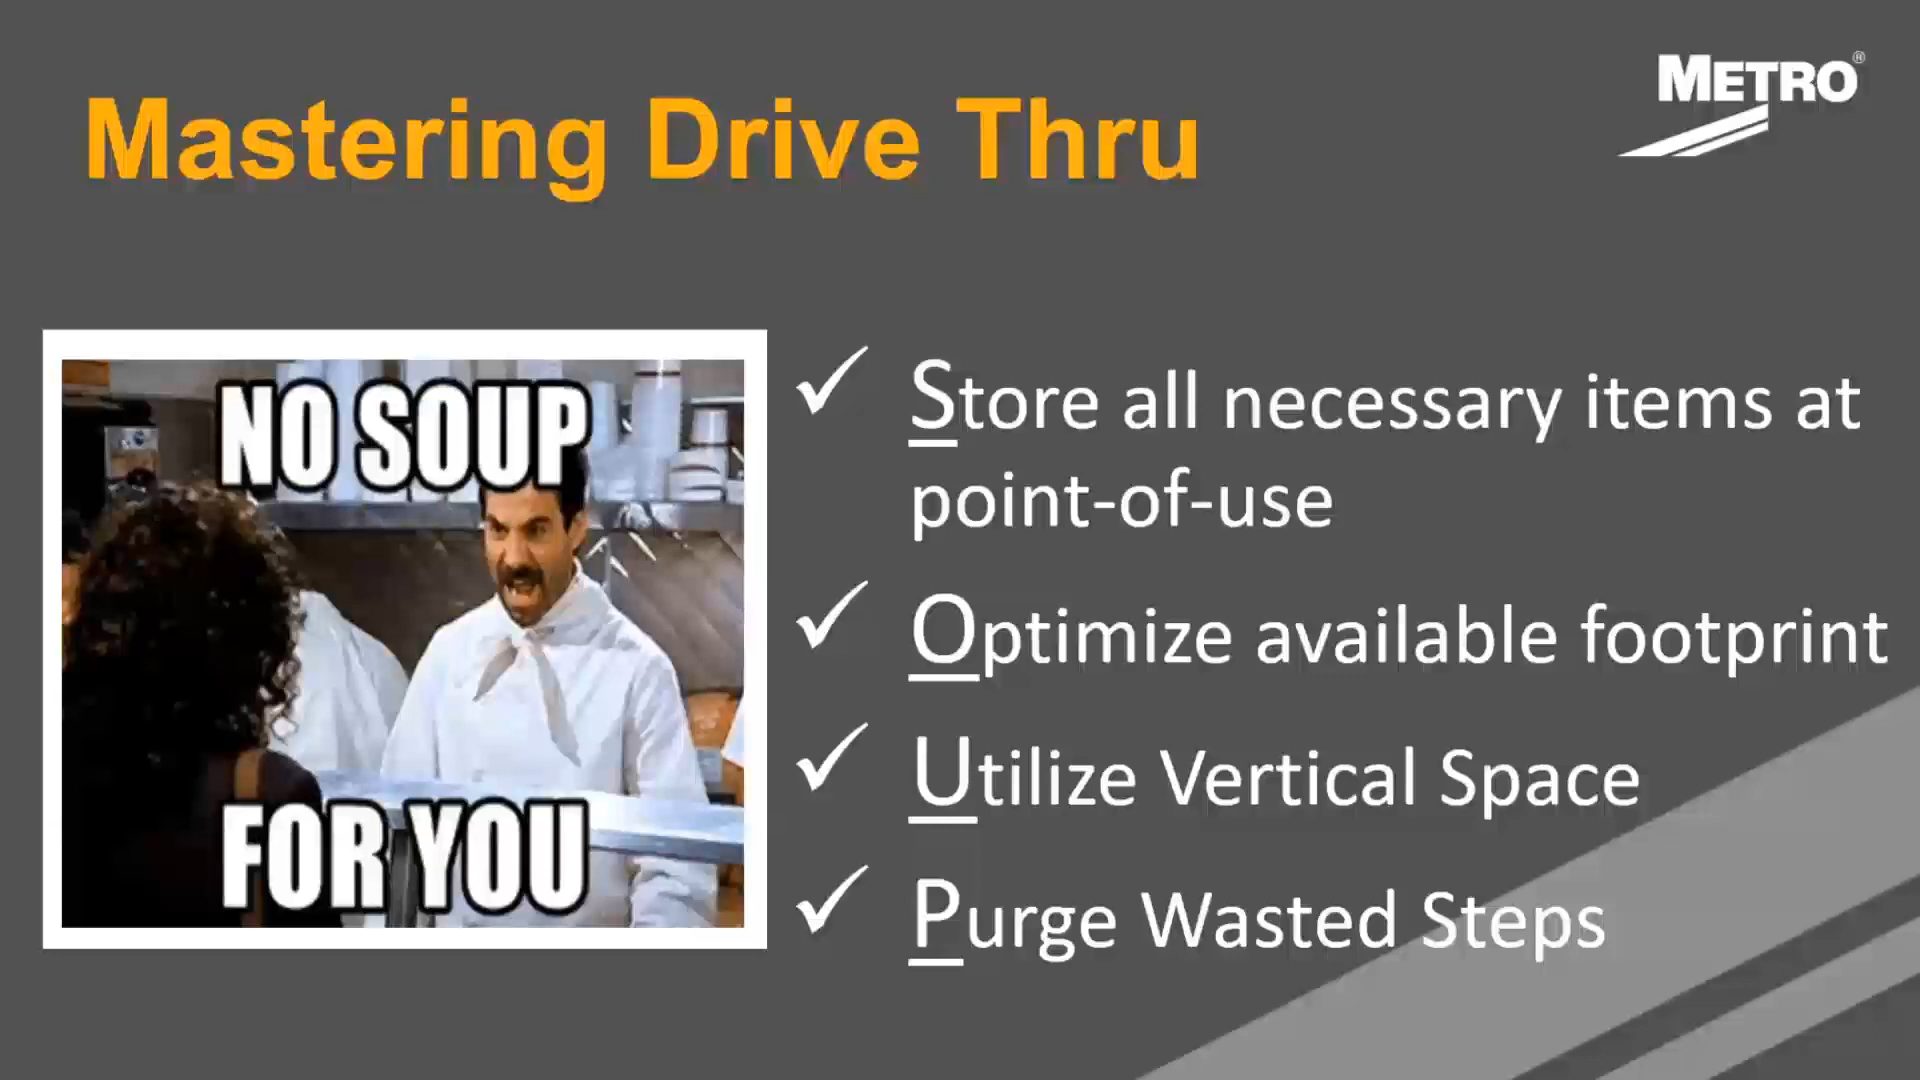 Mastering Drive Thru
METRO®
NO SOUP
FOR YOU
Store all necessary items at
point-of-use
Optimize available footprint
Utilize Vertical Space
Purge Wasted Steps